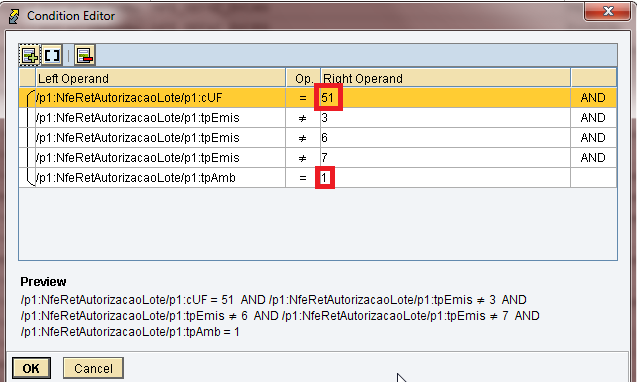 Condition Editor
Left Operand Op. Right Operand
/p1:NfeRetAutorizacaoLote/p1:cUF = 51 AND
/p1:NfeRetAutorizacaoLote/p1:tpEmis ≠ 3 AND
/p1:NfeRetAutorizacaoLote/p1:tpEmis ≠ 6 AND
/p1:NfeRetAutorizacaoLote/p1:tpEmis ≠ 7 AND
/p1:NfeRetAutorizacaoLote/p1:tpAmb = 1
Preview
/p1:NfeRetAutorizacaoLote/p1:cUF = 51 AND /p1:NfeRetAutorizacaoLote/p1:tpEmis ≠ 3 AND
/p1:NfeRetAutorizacaoLote/p1:tpEmis ≠ 6 AND /p1:NfeRetAutorizacaoLote/p1:tpEmis ≠ 7 AND
/p1:NfeRetAutorizacaoLote/p1:tpAmb = 1
OK Cancel